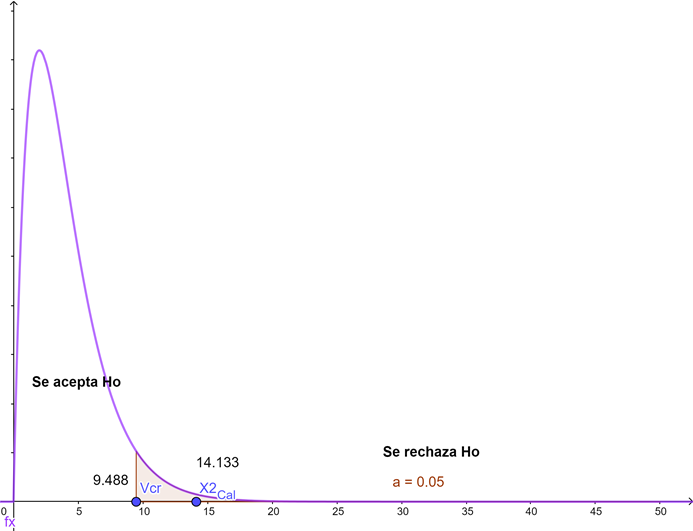 Se acepta Ho
Se rechaza Ho
14.133
9.488
Vcr
X2Cal
a = 0.05
0 5 10 15 20 25 30 35 40 45 50
fx